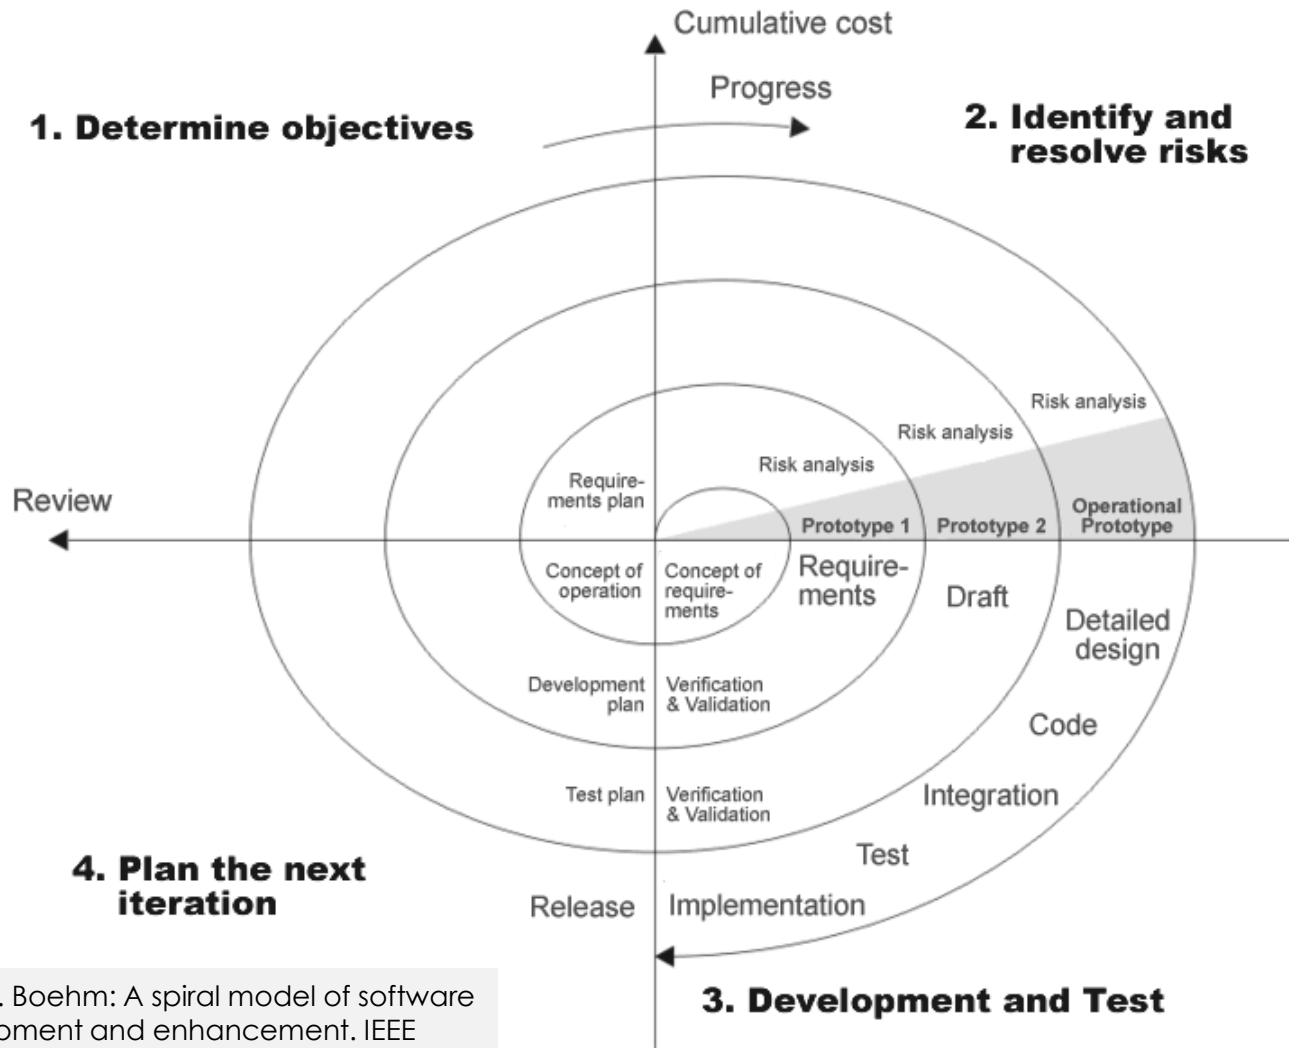 Cumulative cost
Progress
1. Determine objectives
2. Identify and
resolve risks
Risk analysis
Risk analysis
Risk analysis
Require-
ments plan
Review
Operational
Prototype
Prototype 1
Prototype 2
Concept of
operation
Concept of
require-
ments
Require-
ments
Draft
Detailed
design
Development
plan
Verification
& Validation
Code
Test plan
Verification
& Validation
Integration
Test
4. Plan the next
iteration
Release
Implementation
3. Development and Test
. Boehm: A spiral model of software
pment and enhancement. IEEE